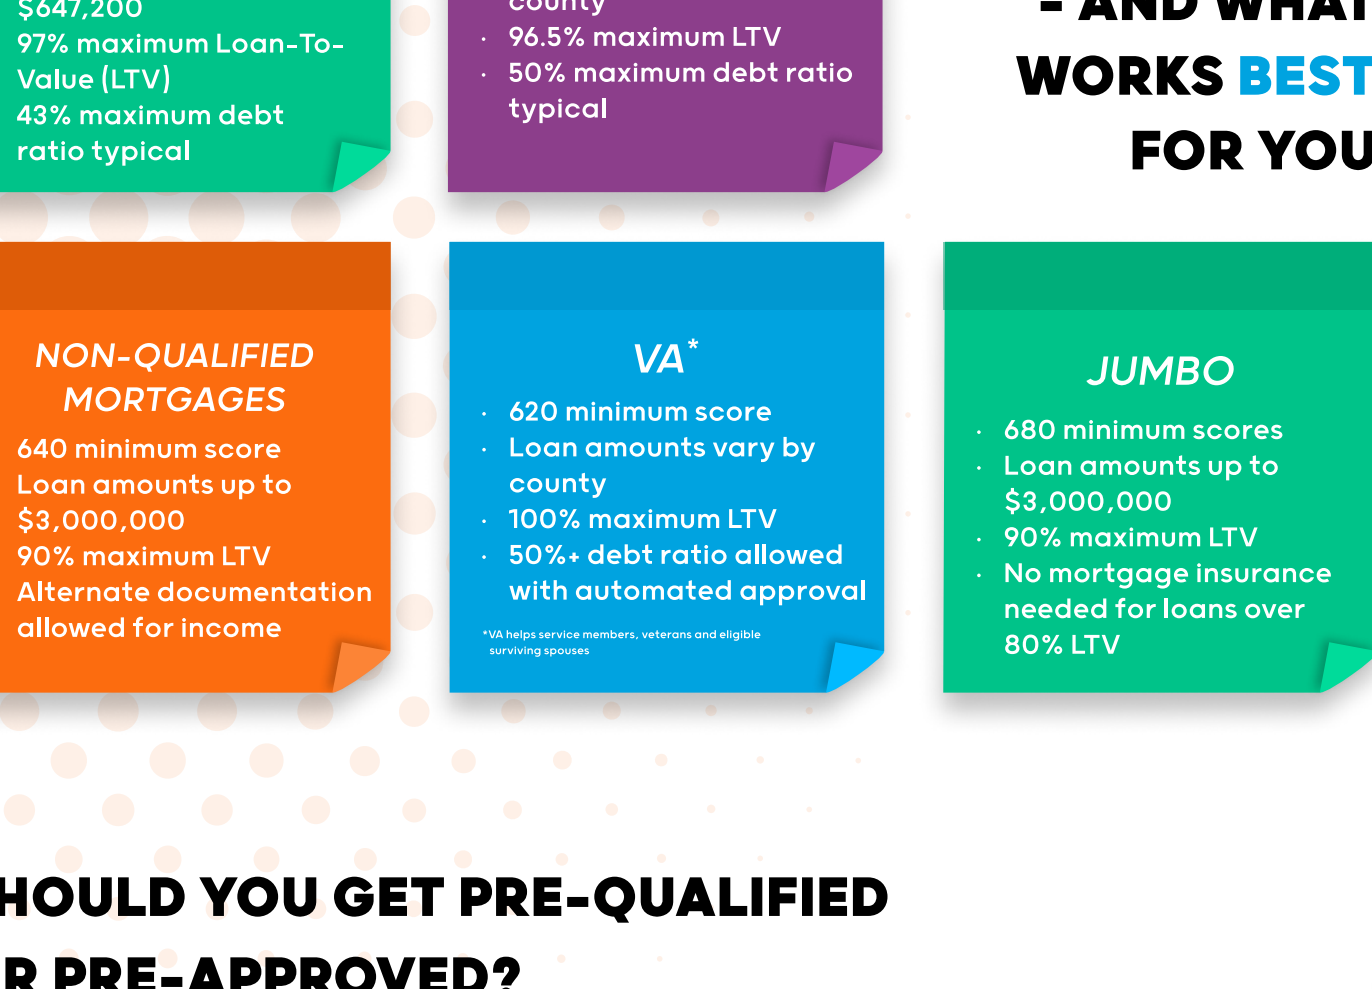 $647,200
97% maximum Loan-To-
Value (LTV)
43% maximum debt
ratio typical
county
· 96.5% maximum LTV
· 50% maximum debt ratio
typical
- AND WHAT
WORKS BEST
FOR YOU
NON-QUALIFIED
MORTGAGES
640 minimum score
Loan amounts up to
$3,000,000
90% maximum LTV
Alternate documentation
allowed for income
VA*
· 620 minimum score
· Loan amounts vary by
county
· 100% maximum LTV
· 50%+ debt ratio allowed
with automated approval
*VA helps service members, veterans and eligible
surviving spouses
JUMBO
· 680 minimum scores
· Loan amounts up to
$3,000,000
· 90% maximum LTV
· No mortgage insurance
needed for loans over
80% LTV
HOULD YOU GET PRE-QUALIFIED
R PRE-APPROVED?